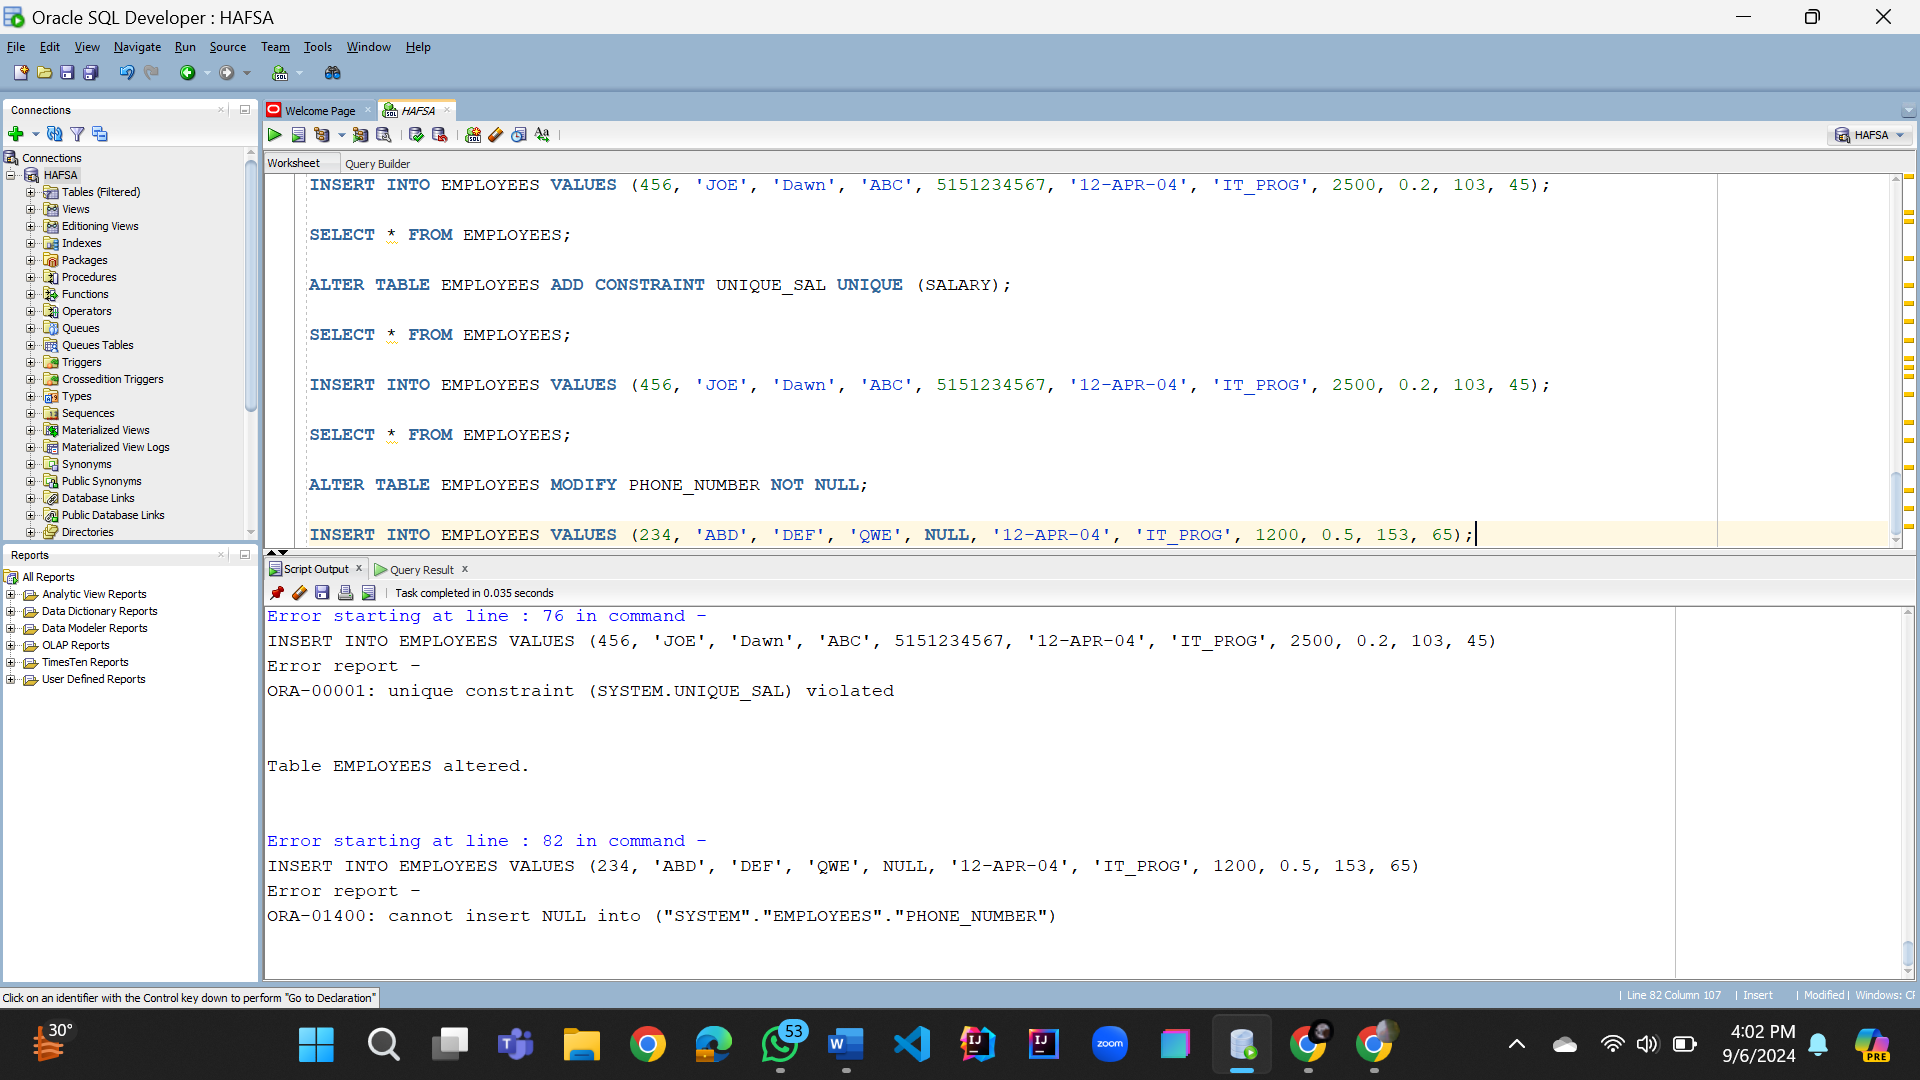 Oracle SQL Developer : HAFSA
File Edit View Navigate Run Source Team Tools Window Help
Connections
Connections
HAFSA
Tables (Filtered)
Views
Editioning Views
Indexes
Packages
Procedures
Functions
Operators
Queues
Queues Tables
Triggers
Crossedition Triggers
Types
Sequences
Materialized Views
Materialized View Logs
Synonyms
Public Synonyms
Database Links
Public Database Links
Directories
Reports
All Reports
Analytic View Reports
Data Dictionary Reports
Data Modeler Reports
OLAP Reports
TimesTen Reports
User Defined Reports
Welcome Page HAFSA
HAFSA
Worksheet Query Builder
INSERT INTO EMPLOYEES VALUES (456, 'JOE', 'Dawn', 'ABC', 5151234567, '12-APR-04', 'IT_PROG', 2500, 0.2, 103, 45);
SELECT * FROM EMPLOYEES;
ALTER TABLE EMPLOYEES ADD CONSTRAINT UNIQUE_SAL UNIQUE (SALARY);
SELECT * FROM EMPLOYEES;
INSERT INTO EMPLOYEES VALUES (456, 'JOE', 'Dawn', 'ABC', 5151234567, '12-APR-04', 'IT_PROG', 2500, 0.2, 103, 45);
SELECT * FROM EMPLOYEES;
ALTER TABLE EMPLOYEES MODIFY PHONE_NUMBER NOT NULL;
INSERT INTO EMPLOYEES VALUES (234, 'ABD', 'DEF', 'QWE', NULL, '12-APR-04', 'IT_PROG', 1200, 0.5, 153, 65);
Script Output Query Result
Task completed in 0.035 seconds
Error starting at line : 76 in command -
INSERT INTO EMPLOYEES VALUES (456, 'JOE', 'Dawn', 'ABC', 5151234567, '12-APR-04', 'IT_PROG', 2500, 0.2, 103, 45)
Error report -
ORA-00001: unique constraint (SYSTEM.UNIQUE_SAL) violated
Table EMPLOYEES altered.
Error starting at line : 82 in command -
INSERT INTO EMPLOYEES VALUES (234, 'ABD', 'DEF', 'QWE', NULL, '12-APR-04', 'IT_PROG', 1200, 0.5, 153, 65)
Error report -
ORA-01400: cannot insert NULL into ("SYSTEM"."EMPLOYEES"."PHONE_NUMBER")
Click on an identifier with the Control key down to perform "Go to Declaration"
Line 82 Column 107 Insert Modified Windows: CF
30°
53
zoom
4:02 PM
9/6/2024
PRE